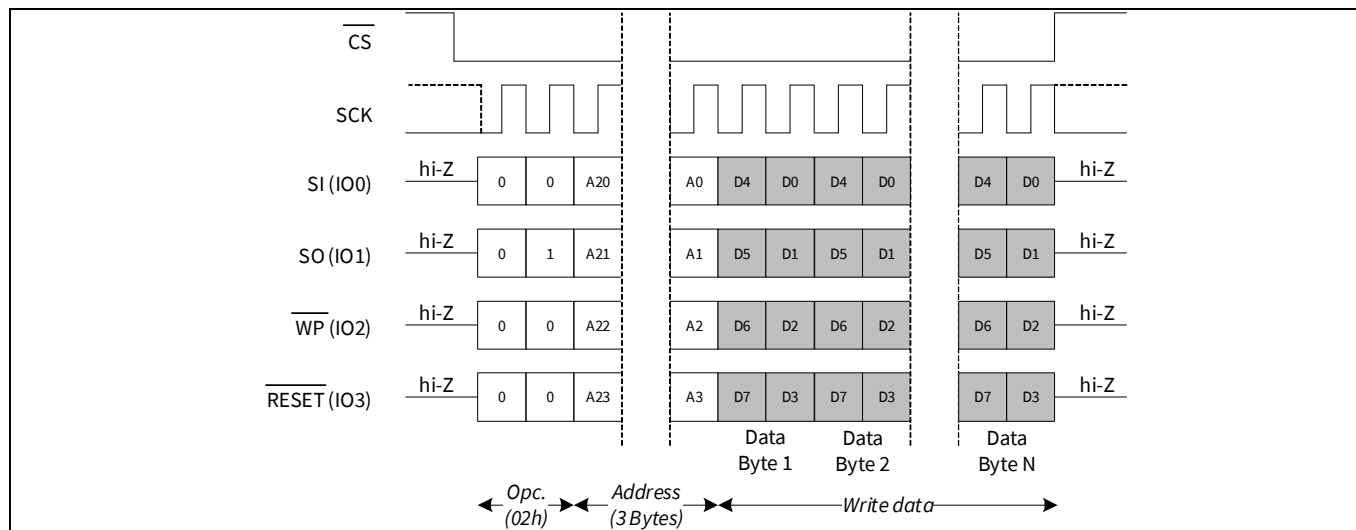 CS
SCK
SI (IO0) hi-Z 0 0 A20 A0 D4 D0 D4 D0 D4 D0 hi-Z
SO (IO1) hi-Z 0 1 A21 A1 D5 D1 D5 D1 D5 D1 hi-Z
WP (IO2) hi-Z 0 0 A22 A2 D6 D2 D6 D2 D6 D2 hi-Z
RESET (IO3) hi-Z 0 0 A23 A3 D7 D3 D7 D3 D7 D3 hi-Z
Data Data Data
Byte 1 Byte 2 Byte N
Opc. Address Write data
(02h) (3 Bytes)